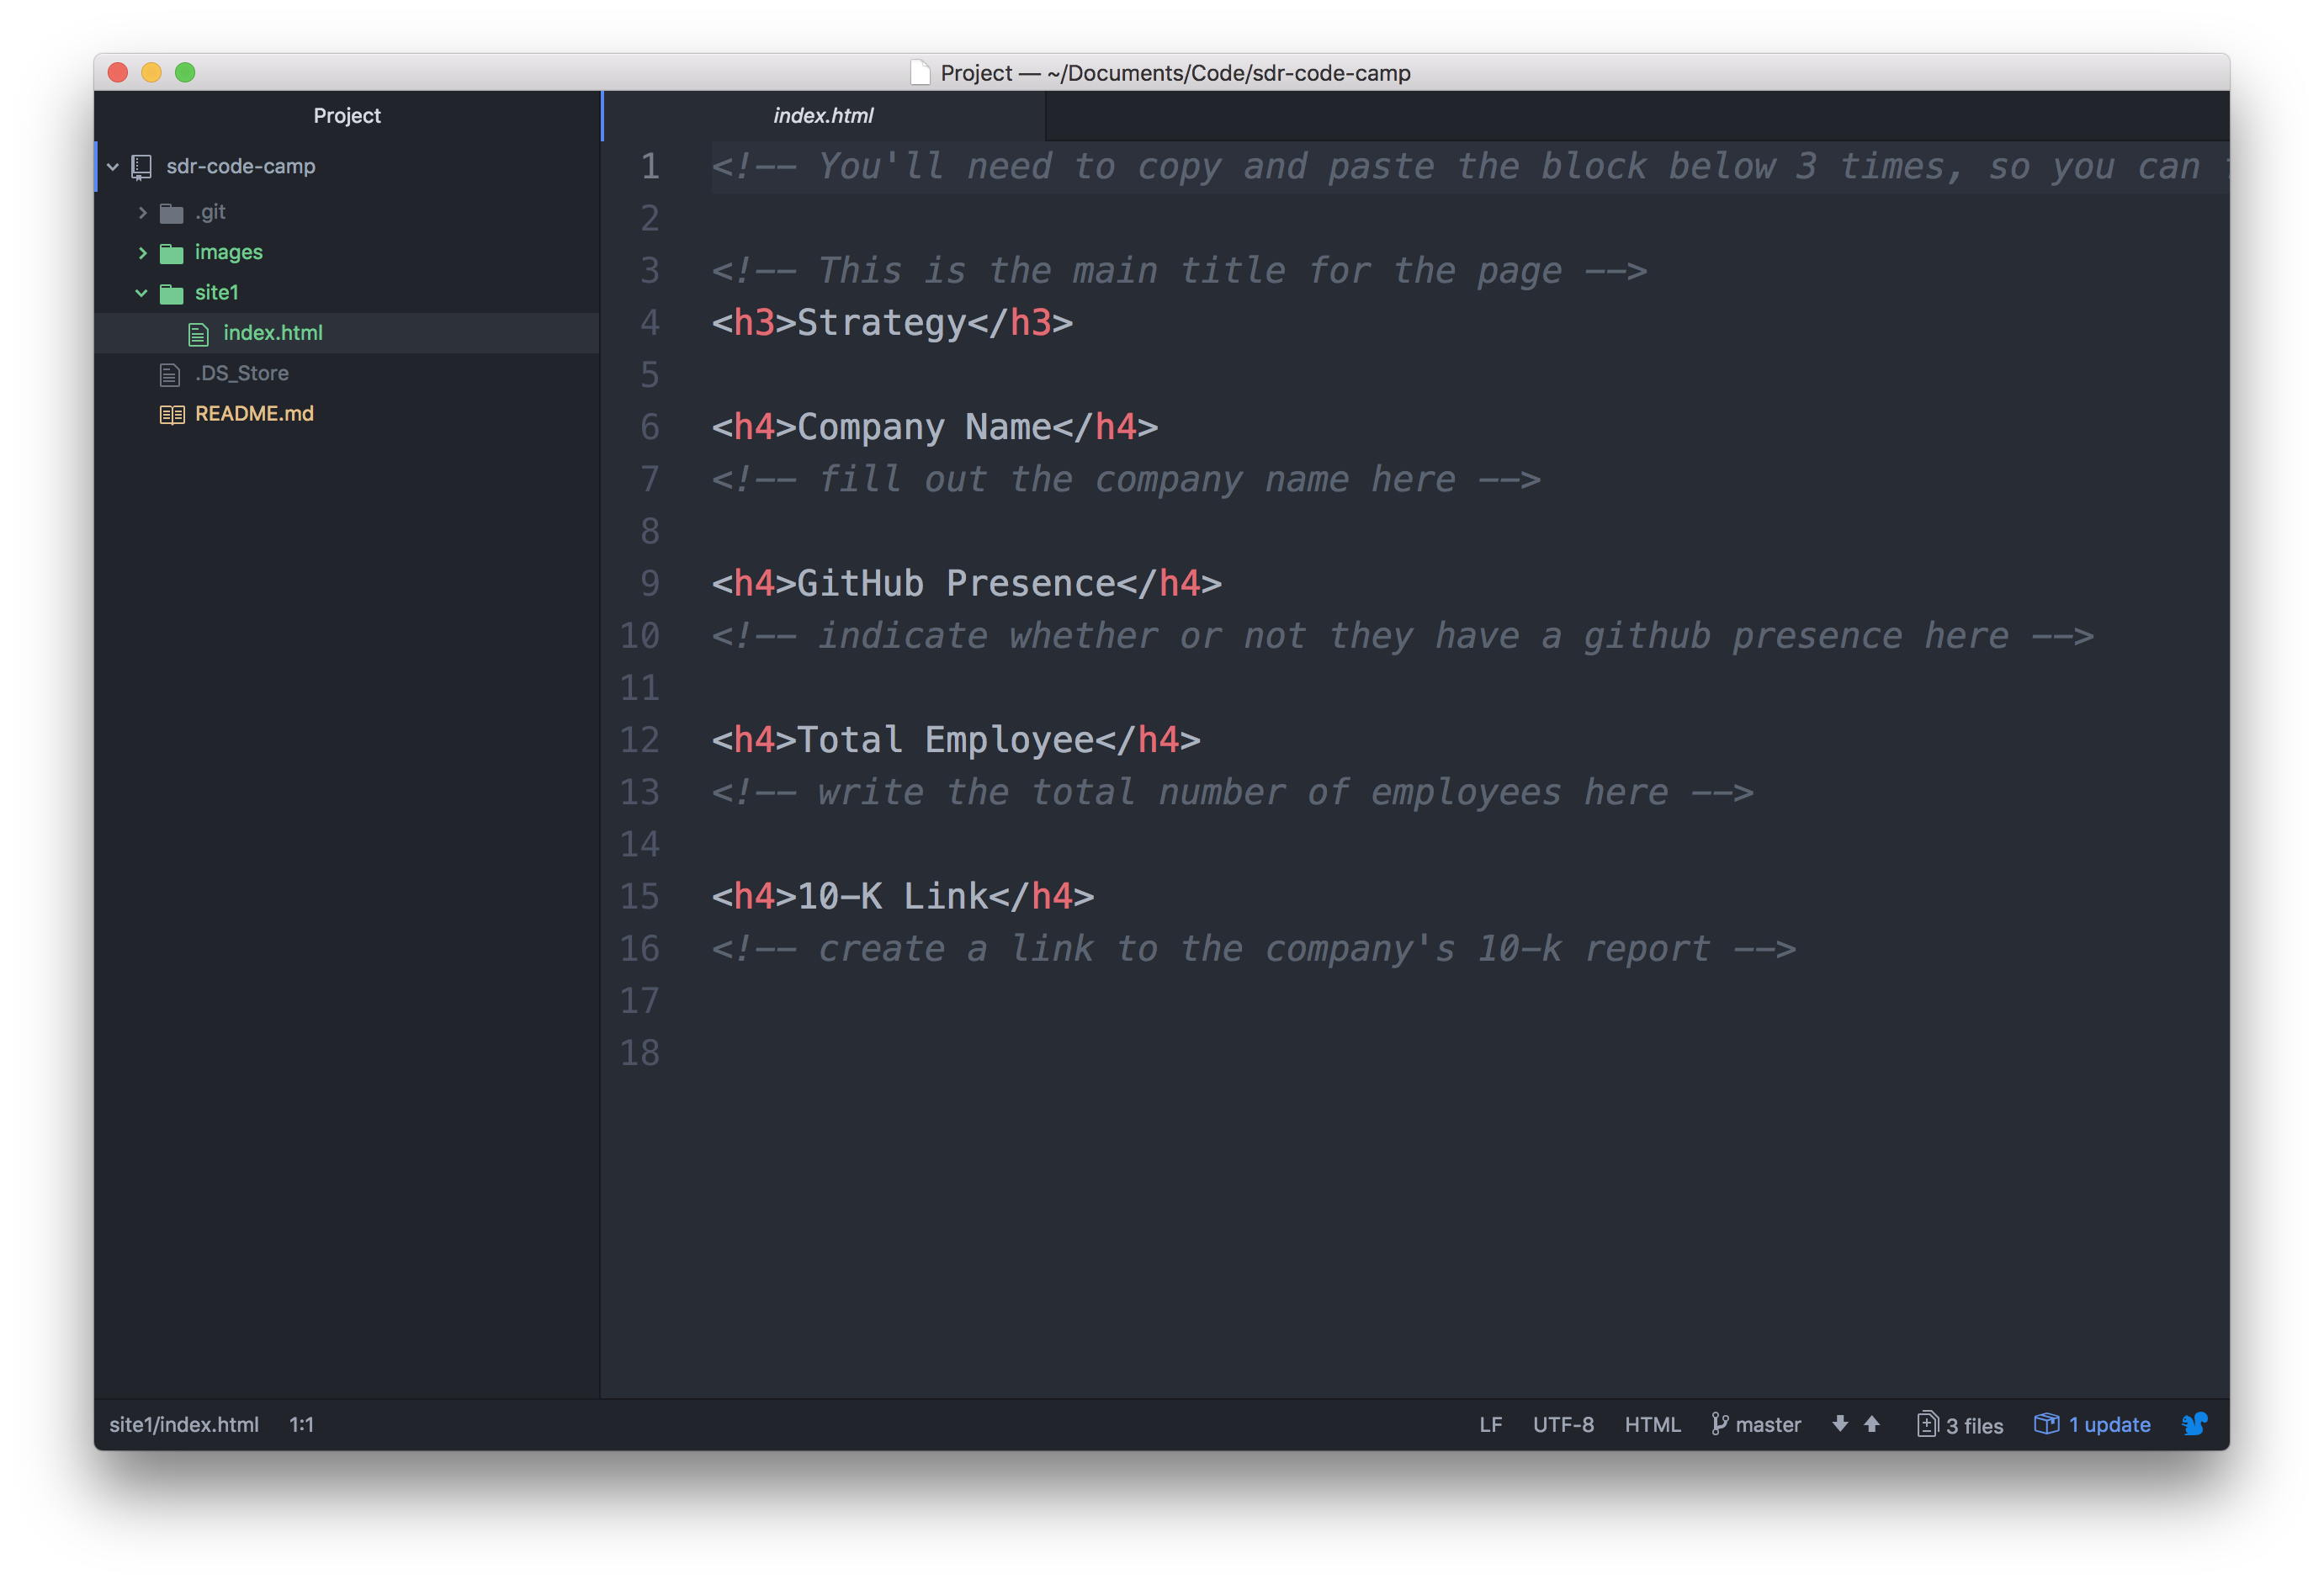 Project — ~/Documents/Code/sdr-code-camp
Project
index.html
sdr-code-camp
.git
images
site1
index.html
.DS_Store
README.md
1 <!-- You'll need to copy and paste the block below 3 times, so you can
2
3 <!-- This is the main title for the page -->
4 <h3>Strategy</h3>
5
6 <h4>Company Name</h4>
7 <!-- fill out the company name here -->
8
9 <h4>GitHub Presence</h4>
10 <!-- indicate whether or not they have a github presence here -->
11
12 <h4>Total Employee</h4>
13 <!-- write the total number of employees here -->
14
15 <h4>10-K Link</h4>
16 <!-- create a link to the company's 10-k report -->
17
18
site1/index.html 1:1 LF UTF-8 HTML master 3 files 1 update